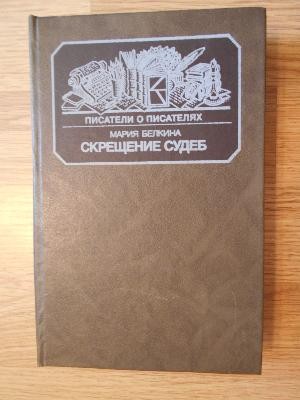 ПИСАТЕЛИ О ПИСАТЕЛЯХ
МАРИЯ БЕЛКИНА
СКРЕЩЕНИЕ СУДЕБ